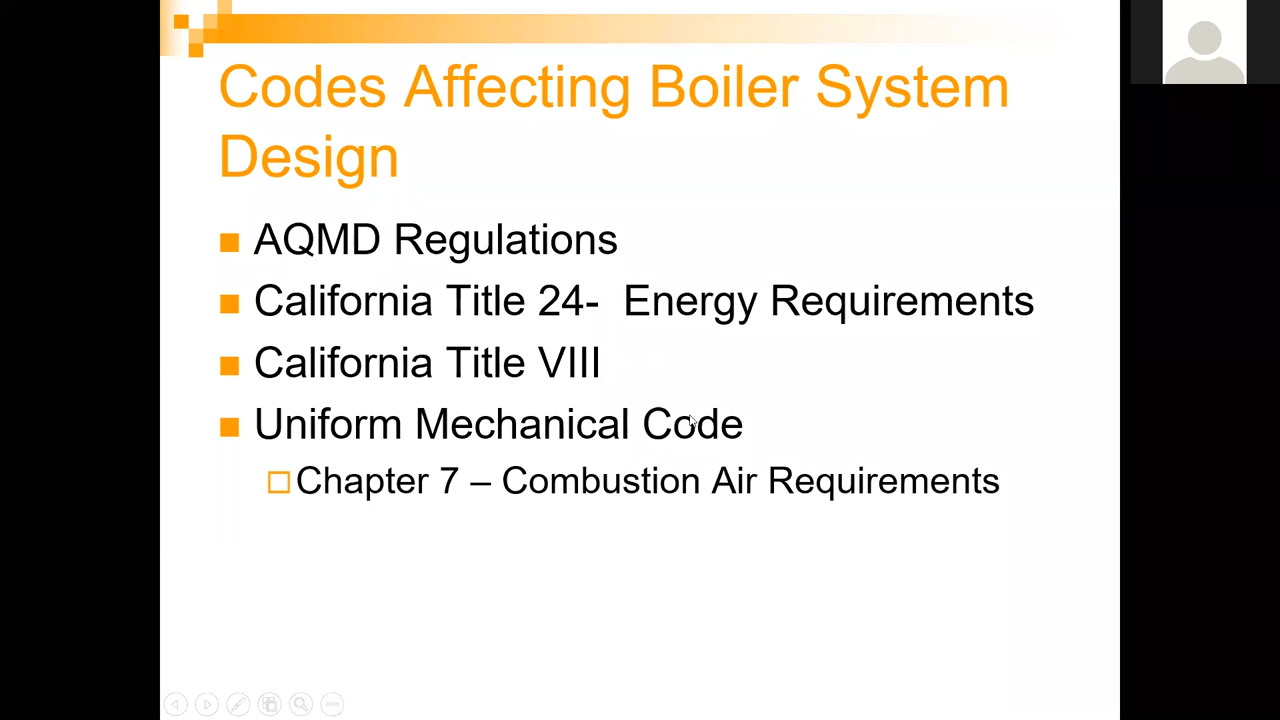 Codes Affecting Boiler System
Design
AQMD Regulations
California Title 24-  Energy Requirements
California Title VIII
Uniform Mechanical Code
Chapter 7 – Combustion Air Requirements